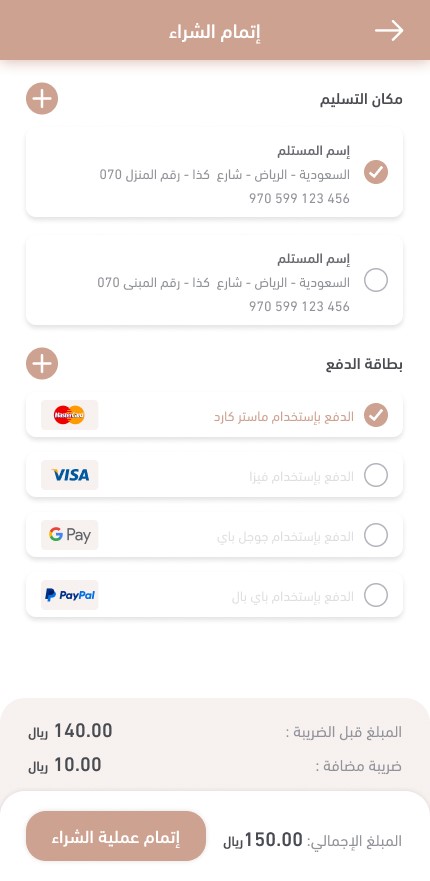 إتمام الشراء
مكان التسليم
إسم المستلم
السعودية - الرياض - شارع كذا - رقم المنزل 070
970 599 123 456
إسم المستلم
السعودية - الرياض - شارع كذا - رقم المبنى 070
970 599 123 456
بطاقة الدفع
الدفع بإستخدام ماستر كارد MasterCard
الدفع بإستخدام فيزا VISA
الدفع بإستخدام جوجل باي G Pay
الدفع بإستخدام باي بال PayPal
المبلغ قبل الضريبة : 140.00 ريال
ضريبة مضافة : 10.00 ريال
المبلغ الإجمالي: 150.00 ريال
إتمام عملية الشراء